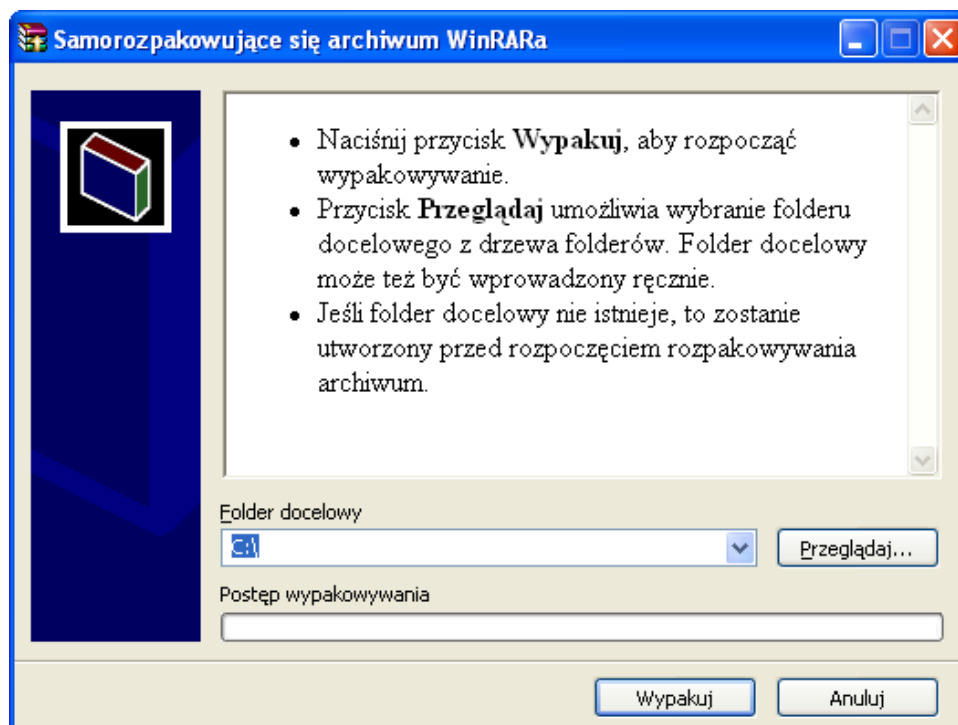 Samorozpakowujące się archiwum WinRARa
• Naciśnij przycisk Wypakuj, aby rozpocząć
wypakowywanie.
• Przycisk Przeglądaj umożliwia wybranie folderu
docelowego z drzewa folderów. Folder docelowy
może też być wprowadzony ręcznie.
• Jeśli folder docelowy nie istnieje, to zostanie
utworzony przed rozpoczęciem rozpakowywania
archiwum.
Folder docelowy
C:\
Przeglądaj...
Postęp wypakowywania
Wypakuj
Anuluj